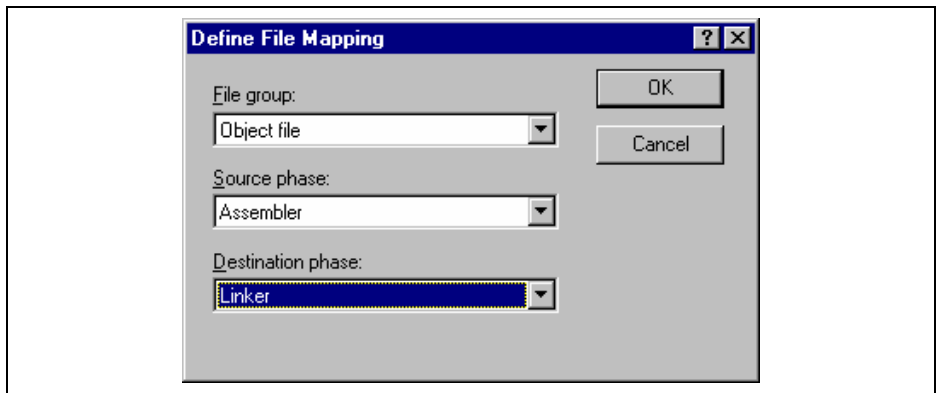 Define File Mapping
File group:
Object file
Source phase:
Assembler
Destination phase:
Linker
OK
Cancel